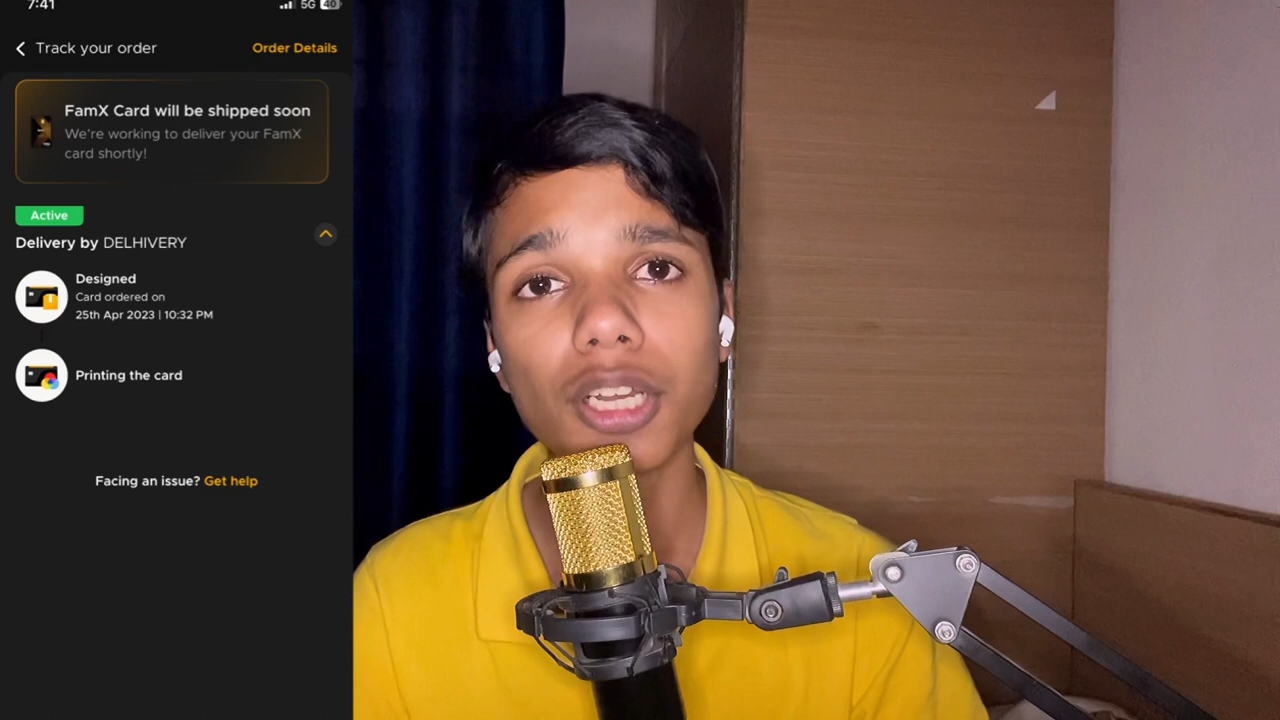 7:41
5G 40
Track your order
Order Details
FamX Card will be shipped soon
We're working to deliver your FamX
card shortly!
Active
Delivery by DELHIVERY
Designed
Card ordered on
25th Apr 2023 | 10:32 PM
Printing the card
Facing an issue? Get help